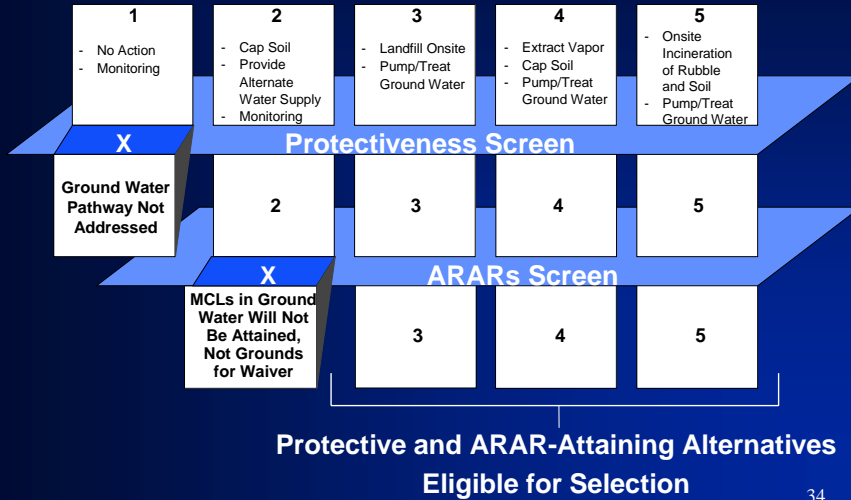 1
- No Action
- Monitoring
2
- Cap Soil
- Provide
Alternate
Water Supply
- Monitoring
3
- Landfill Onsite
- Pump/Treat
Ground Water
4
- Extract Vapor
- Cap Soil
- Pump/Treat
Ground Water
5
- Onsite
Incineration
of Rubble
and Soil
- Pump/Treat
Ground Water
X
Protectiveness Screen
Ground Water
Pathway Not
Addressed
2
3
4
5
X
ARARs Screen
MCLs in Ground
Water Will Not
Be Attained,
Not Grounds
for Waiver
3
4
5
Protective and ARAR-Attaining Alternatives
Eligible for Selection
34